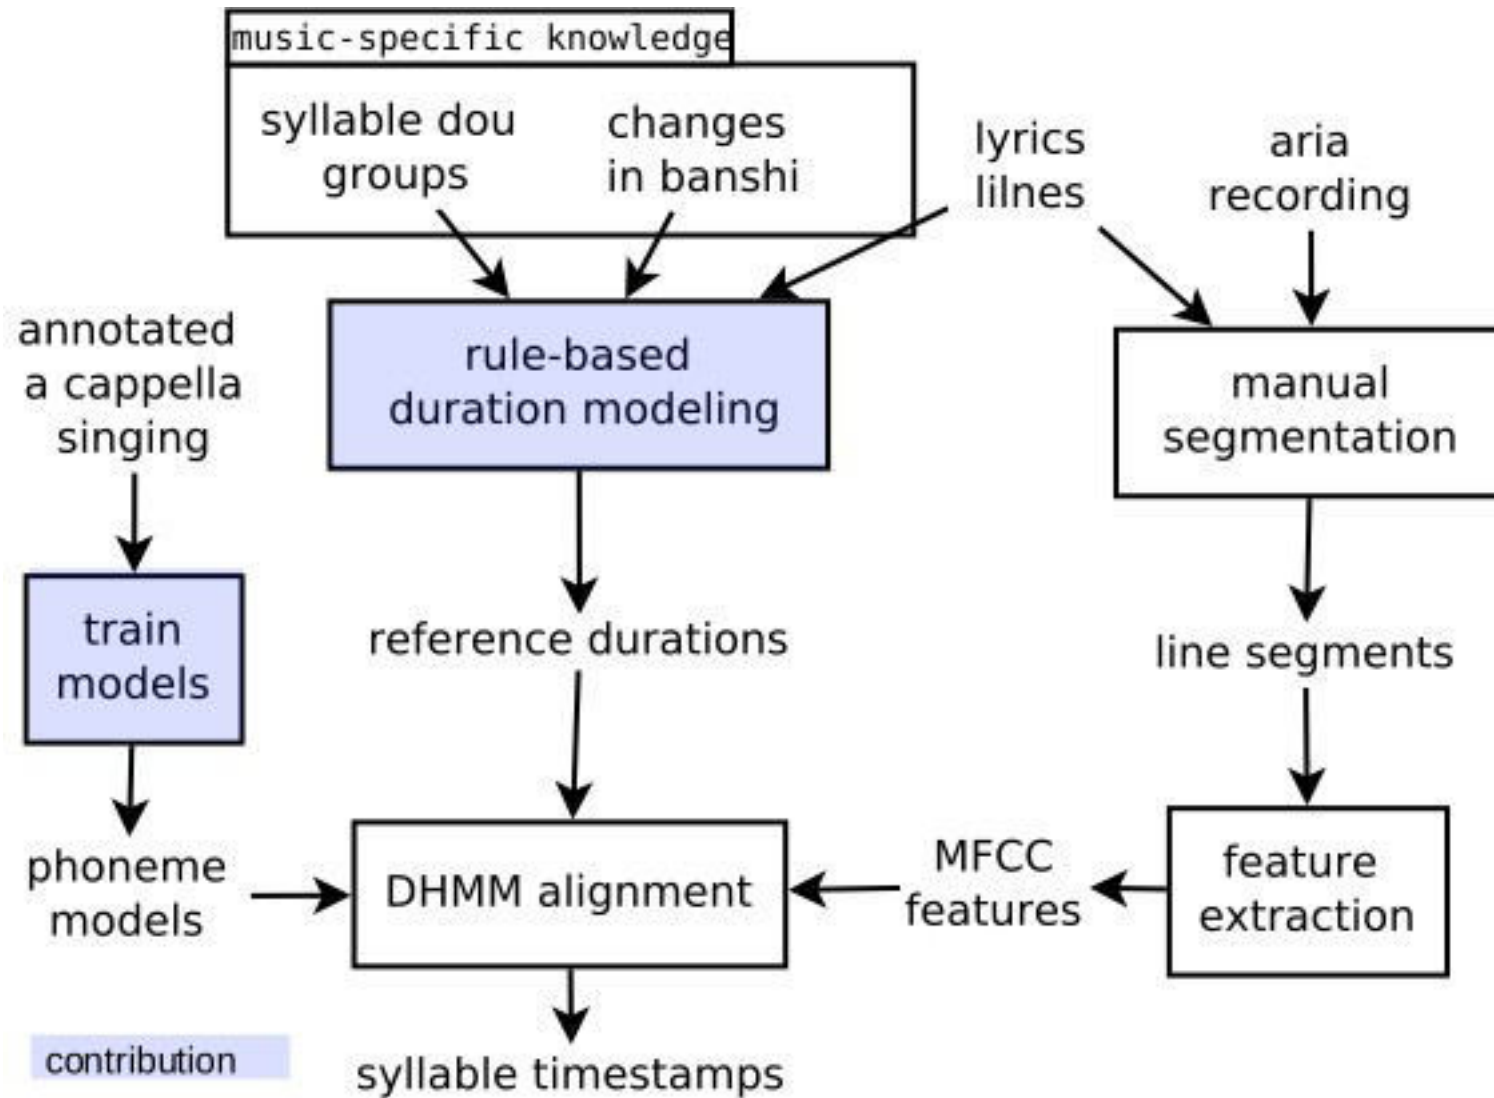 music-specific knowledge
syllable dou
groups
changes
in banshi
lyrics
lilnes
aria
recording
annotated
a cappella
singing
rule-based
duration modeling
manual
segmentation
train
models
reference durations
line segments
phoneme
models
DHMM alignment
MFCC
features
feature
extraction
contribution
syllable timestamps